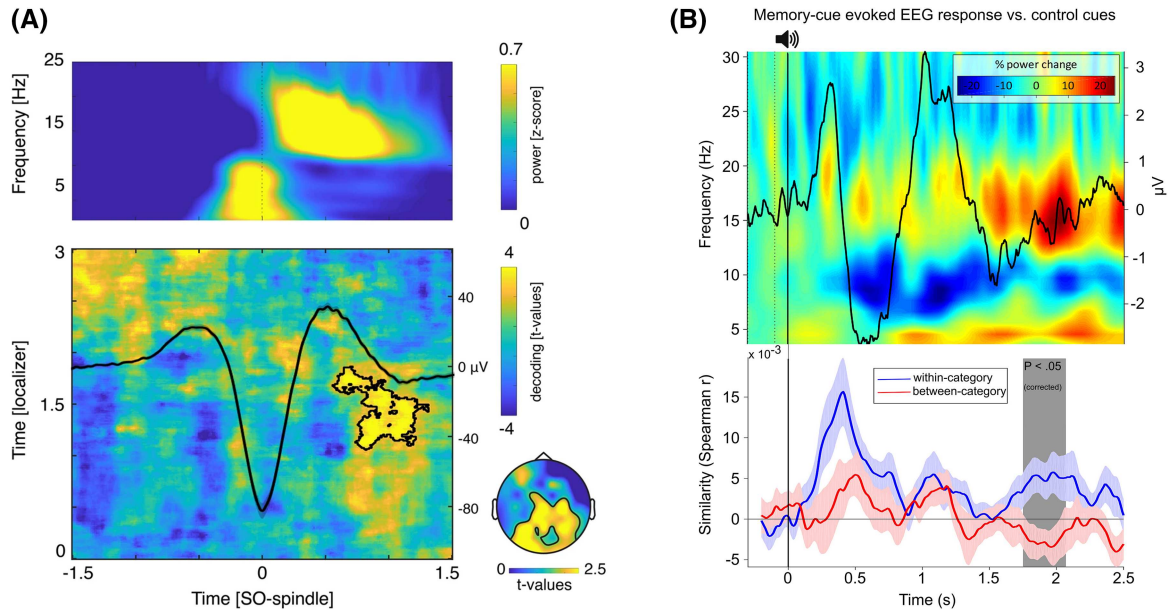 (A)
25
15
5
Frequency [Hz]
0.7
power [z-score]
0
3
1.5
0
Time [localizer]
40
0 µV
-40
-80
4
decoding [t-values]
-4
-1.5 0 1.5
Time [SO-spindle]
0 2.5
t-values
(B)
Memory-cue evoked EEG response vs. control cues
30
25
20
15
10
5
Frequency (Hz)
% power change
-20 -10 0 10 20
3
2
1
0
-1
-2
µV
x 10⁻³
15
10
5
0
-5
Similarity (Spearman r)
within-category
between-category
P < .05
(corrected)
0 0.5 1 1.5 2 2.5
Time (s)